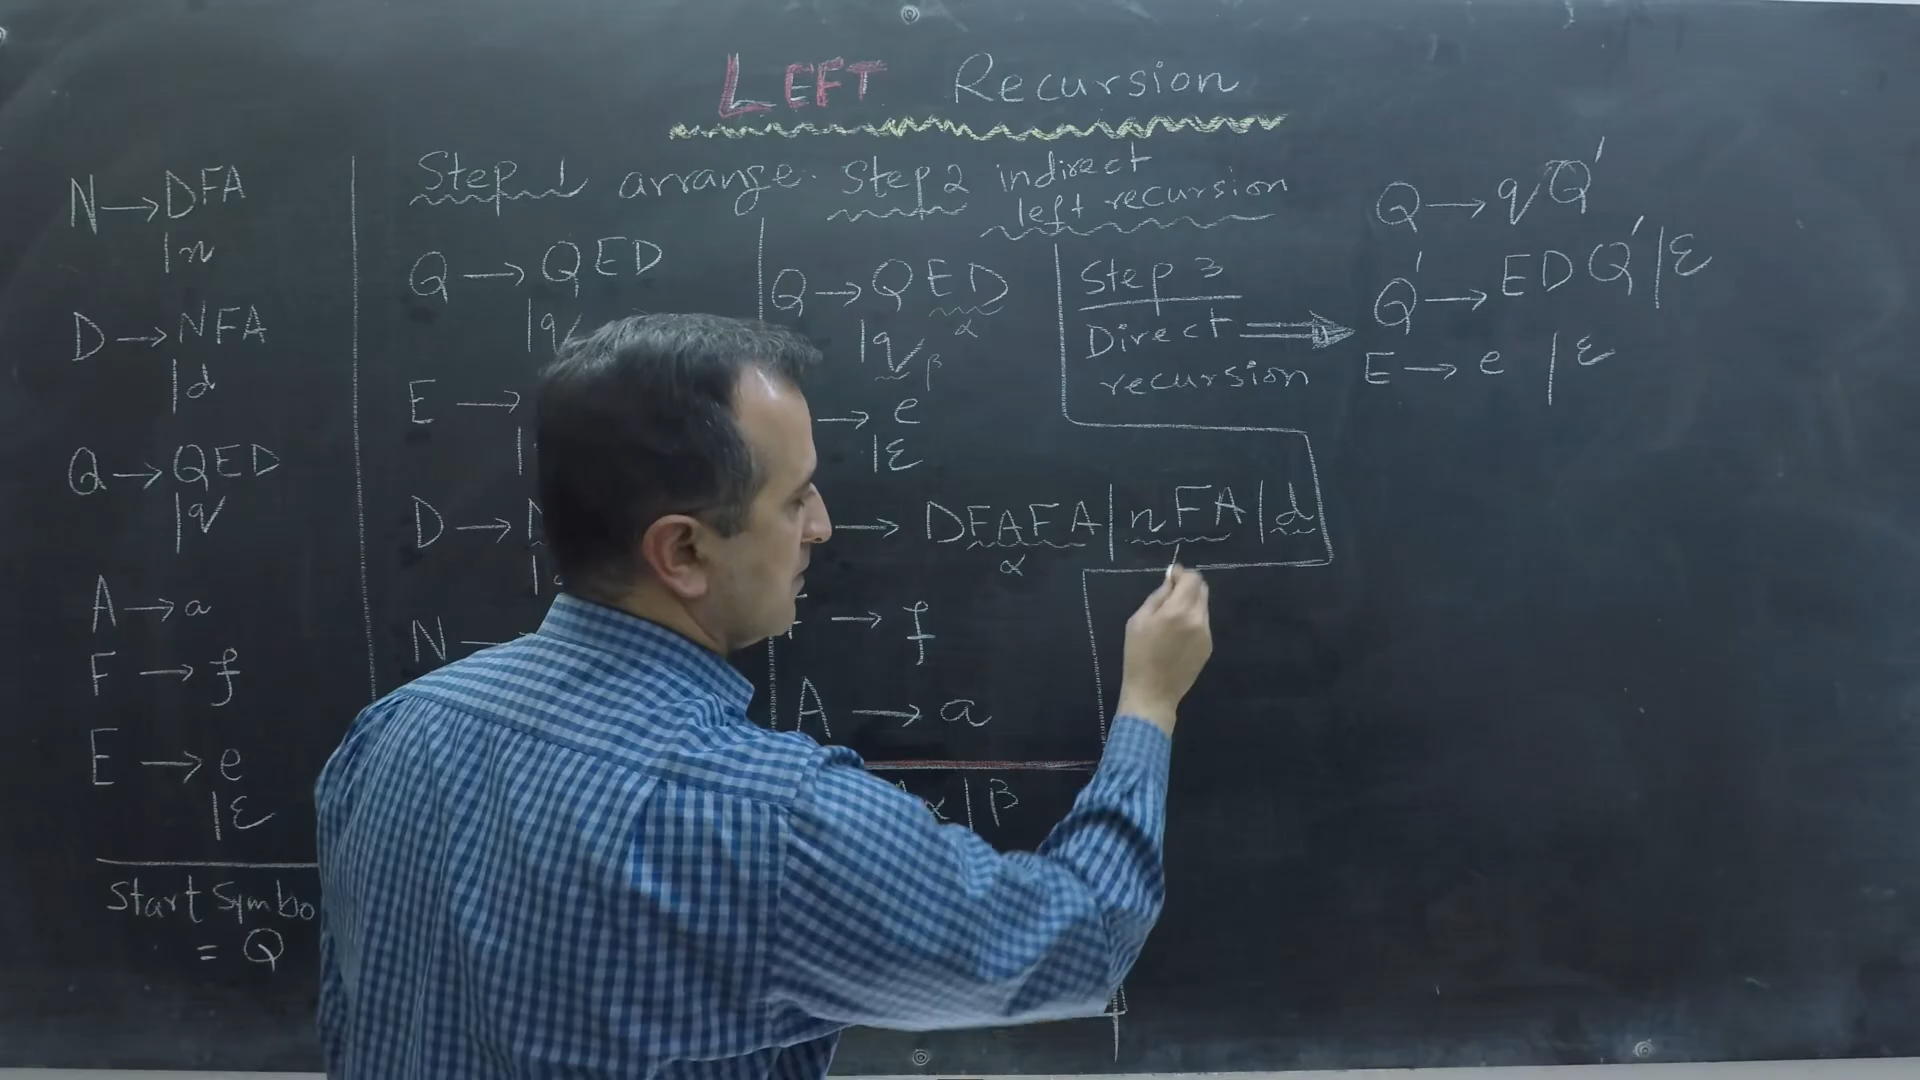 LEFT Recursion
N → DFA
|n
D → NFA
|d
Q → QED
|q
A → a
F → f
E → e
|ε
Start Symbo
= Q
Step 1 arrange.
Q → QED
|q
E →
|
D →
N
Step 2 indirect
left recursion
Q → QED
α
|q
β
→ e
|ε
→ DFAFA | nFA | d
α
→ f
A → a
α | β
Step 3
Direct
recursion ⇒
Q → qQ'
Q' → EDQ' | ε
E → e | ε